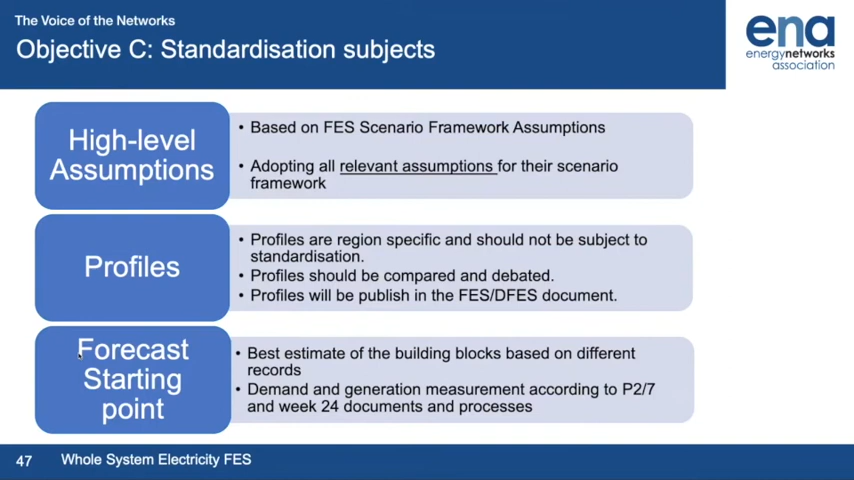 The Voice of the Networks
Objective C: Standardisation subjects
ena
energynetworks
association
High-level
Assumptions
• Based on FES Scenario Framework Assumptions
• Adopting all relevant assumptions for their scenario
framework
Profiles
• Profiles are region specific and should not be subject to
standardisation.
• Profiles should be compared and debated.
• Profiles will be publish in the FES/DFES document.
Forecast
Starting
point
• Best estimate of the building blocks based on different
records
• Demand and generation measurement according to P2/7
and week 24 documents and processes
47
Whole System Electricity FES